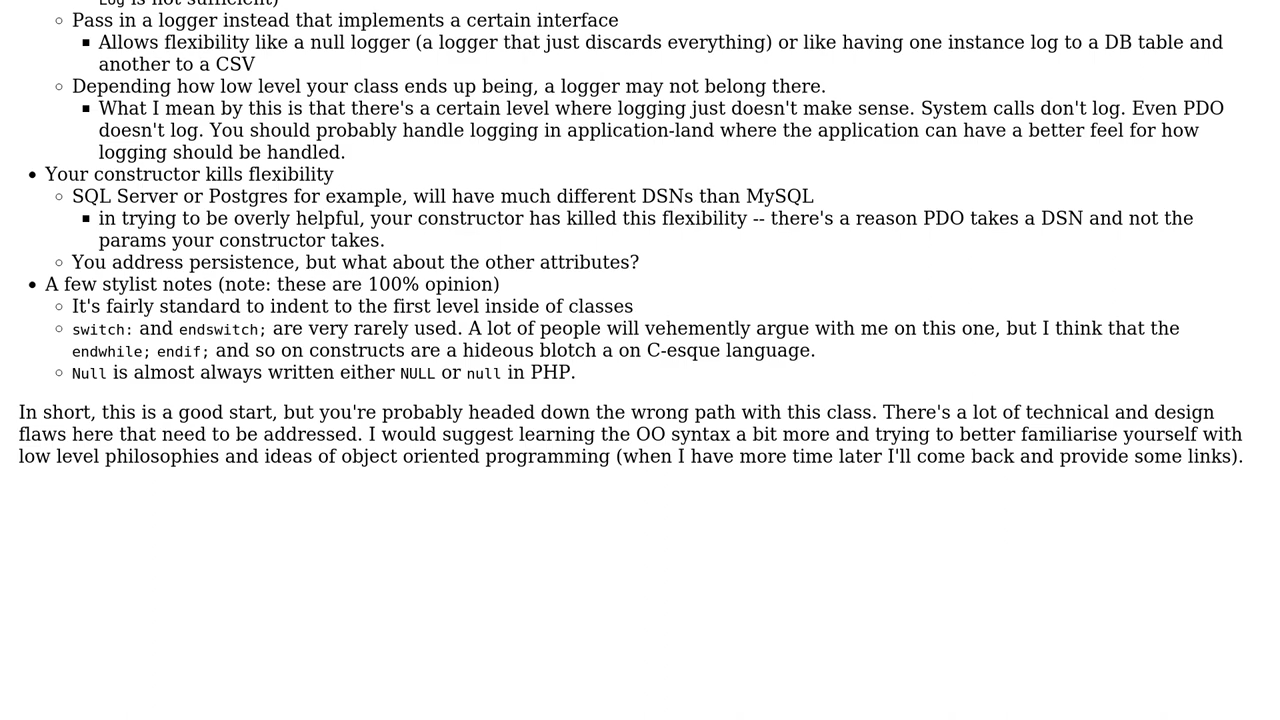 Log is not sufficient)
Pass in a logger instead that implements a certain interface
Allows flexibility like a null logger (a logger that just discards everything) or like having one instance log to a DB table and
another to a CSV
Depending how low level your class ends up being, a logger may not belong there.
What I mean by this is that there's a certain level where logging just doesn't make sense. System calls don't log. Even PDO
doesn't log. You should probably handle logging in application-land where the application can have a better feel for how
logging should be handled.
Your constructor kills flexibility
SQL Server or Postgres for example, will have much different DSNs than MySQL
in trying to be overly helpful, your constructor has killed this flexibility -- there's a reason PDO takes a DSN and not the
params your constructor takes.
You address persistence, but what about the other attributes?
A few stylist notes (note: these are 100% opinion)
It's fairly standard to indent to the first level inside of classes
switch: and endswitch; are very rarely used. A lot of people will vehemently argue with me on this one, but I think that the
endwhile; endif; and so on constructs are a hideous blotch a on C-esque language.
Null is almost always written either NULL or null in PHP.
In short, this is a good start, but you're probably headed down the wrong path with this class. There's a lot of technical and design
flaws here that need to be addressed. I would suggest learning the OO syntax a bit more and trying to better familiarise yourself with
low level philosophies and ideas of object oriented programming (when I have more time later I'll come back and provide some links).